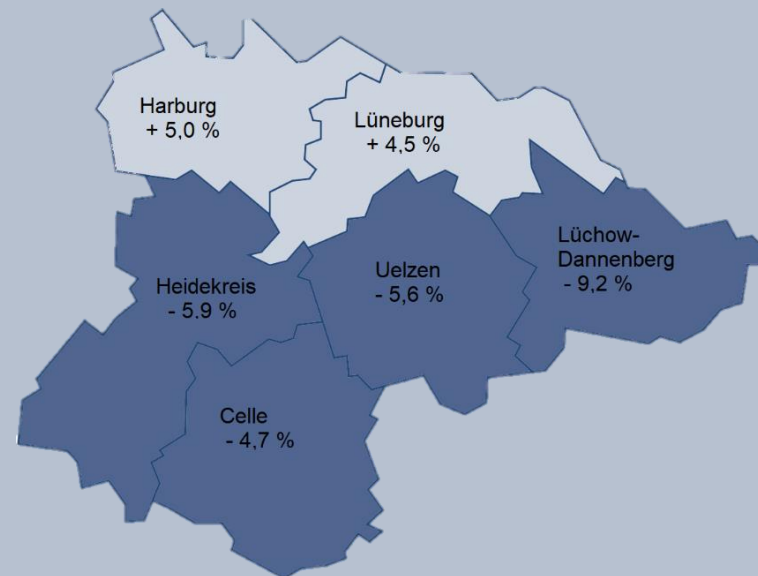 Harburg
+ 5,0 %
Lüneburg
+ 4,5 %
Lüchow-
Dannenberg
- 9,2 %
Uelzen
- 5,6 %
Heidekreis
- 5,9 %
Celle
- 4,7 %